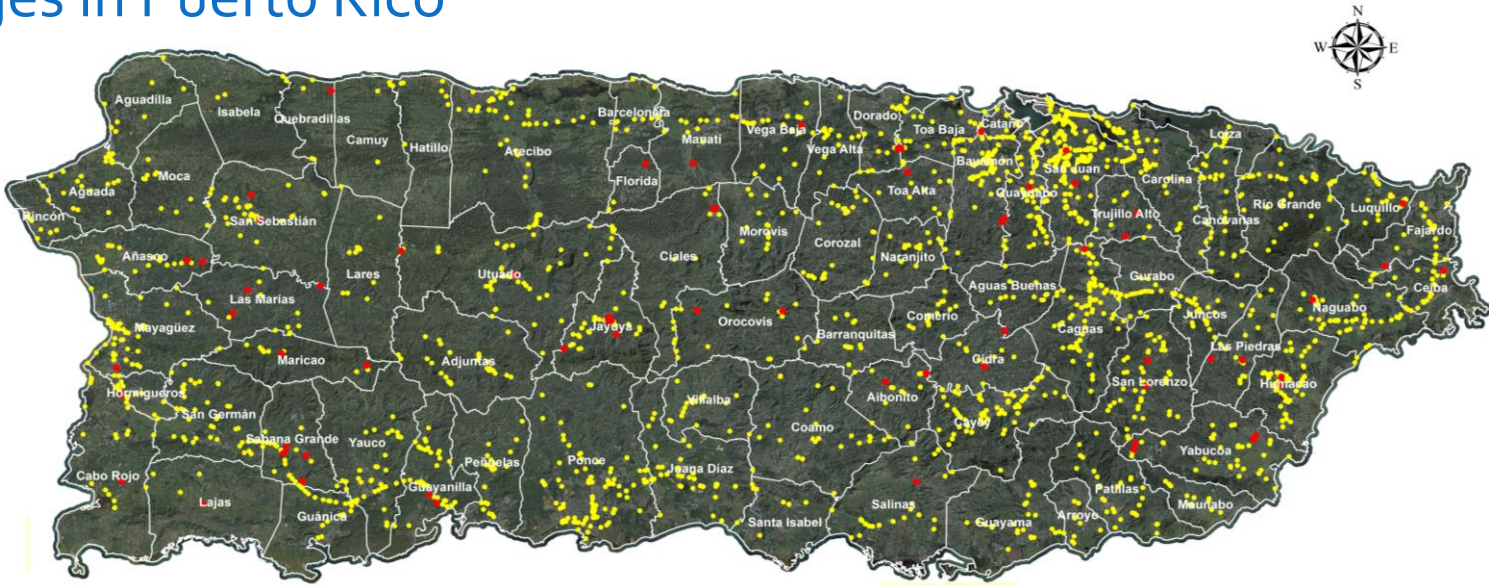 ges in Puerto Rico
N
W E
S
Aguadilla
Isabela
Quebradillas
Camuy
Hatillo
Arecibo
Barceloneta
Manatí
Vega Baja
Vega Alta
Dorado
Toa Baja
Cataño
Loíza
Moca
Florida
Bayamón
San Juan
Carolina
Aguada
Toa Alta
Guaynabo
Río Grande
Luquillo
Rincón
San Sebastián
Trujillo Alto
Canóvanas
Fajardo
Morovis
Corozal
Añasco
Ciales
Naranjito
Lares
Utuado
Gurabo
Aguas Buenas
Ceiba
Las Marías
Naguabo
Mayagüez
Jayuya
Orocovis
Barranquitas
Comerío
Caguas
Juncos
Las Piedras
Maricao
Adjuntas
Cidra
San Lorenzo
Humacao
Hormigueros
Aibonito
Villalba
San Germán
Coamo
Cayey
Sabana Grande
Yauco
Yabucoa
Peñuelas
Ponce
Juana Díaz
Cabo Rojo
Guayanilla
Patillas
Lajas
Salinas
Maunabo
Guánica
Santa Isabel
Guayama
Arroyo